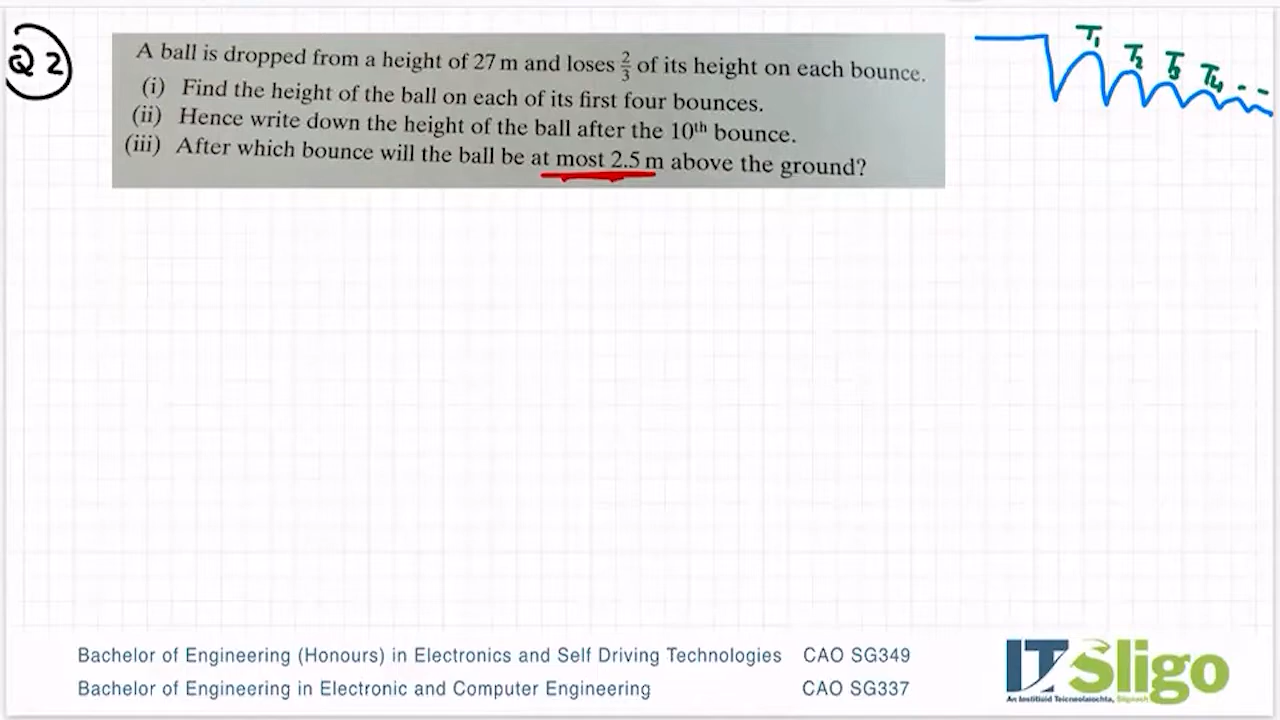 Q2
A ball is dropped from a height of 27 m and loses 2/3 of its height on each bounce.
(i) Find the height of the ball on each of its first four bounces.
(ii) Hence write down the height of the ball after the 10th bounce.
(iii) After which bounce will the ball be at most 2.5 m above the ground?
T1 T2 T3 T4 . - -
Bachelor of Engineering (Honours) in Electronics and Self Driving Technologies CAO SG349
Bachelor of Engineering in Electronic and Computer Engineering CAO SG337
IT Sligo
An Institiúid Teicneolaíochta, Sligeach